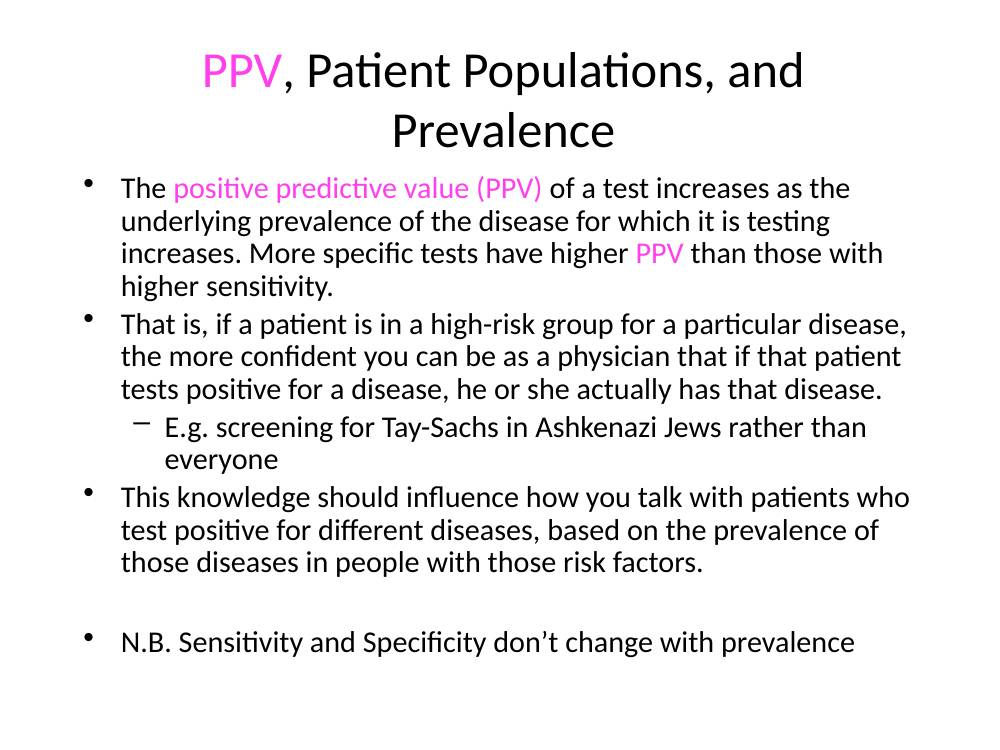 PPV, Patient Populations, and
Prevalence
• The positive predictive value (PPV) of a test increases as the
underlying prevalence of the disease for which it is testing
increases. More specific tests have higher PPV than those with
higher sensitivity.
• That is, if a patient is in a high-risk group for a particular disease,
the more confident you can be as a physician that if that patient
tests positive for a disease, he or she actually has that disease.
– E.g. screening for Tay-Sachs in Ashkenazi Jews rather than
everyone
• This knowledge should influence how you talk with patients who
test positive for different diseases, based on the prevalence of
those diseases in people with those risk factors.
• N.B. Sensitivity and Specificity don’t change with prevalence